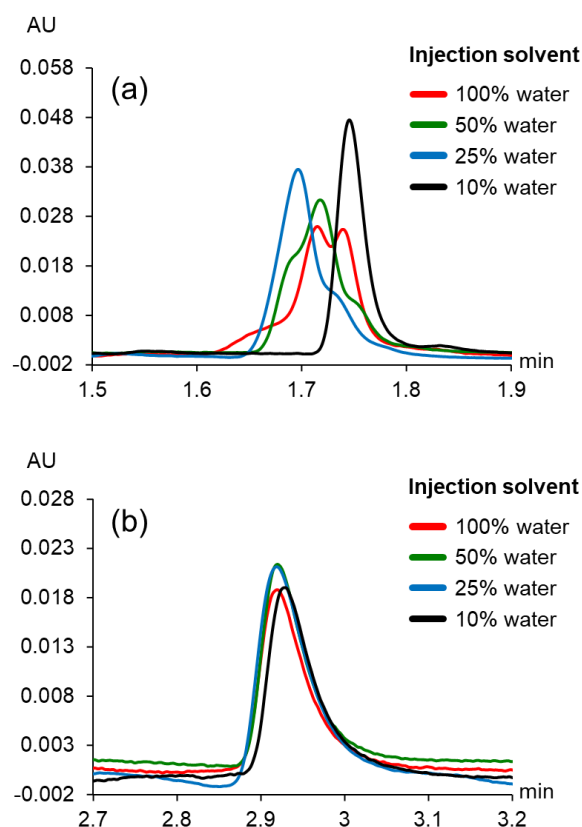 AU
Injection solvent
0.058
(a)
100% water
0.048
50% water
25% water
0.038
10% water
0.028
0.018
0.008
-0.002
min
1.5 1.6 1.7 1.8 1.9
AU
Injection solvent
0.028
(b)
100% water
0.023
50% water
25% water
0.018
10% water
0.013
0.008
0.003
-0.002
min
2.7 2.8 2.9 3 3.1 3.2